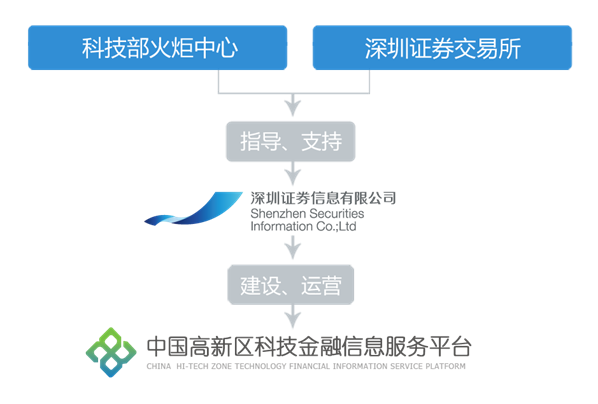 科技部火炬中心
深圳证券交易所
指导、支持
深圳证券信息有限公司
Shenzhen Securities
Information Co.;Ltd
建设、运营
中国高新区科技金融信息服务平台
CHINA HI-TECH ZONE TECHNOLOGY FINANCIAL INFORMATION SERVICE PLATFORM